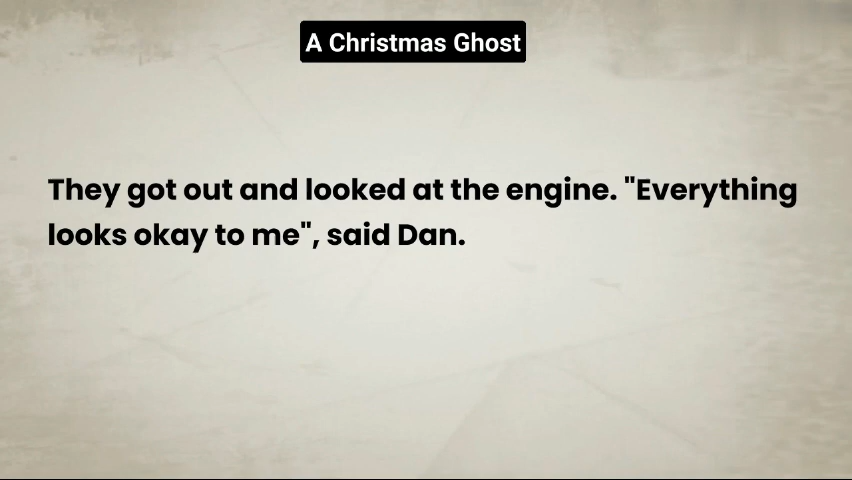 A Christmas Ghost
They got out and looked at the engine. "Everything
looks okay to me", said Dan.